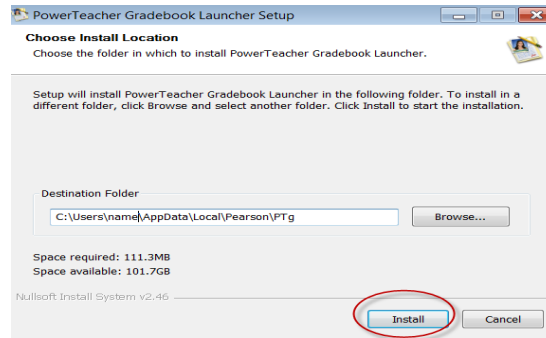 PowerTeacher Gradebook Launcher Setup
Choose Install Location
Choose the folder in which to install PowerTeacher Gradebook Launcher.
Setup will install PowerTeacher Gradebook Launcher in the following folder. To install in a
different folder, click Browse and select another folder. Click Install to start the installation.
Destination Folder
C:\Users\name\AppData\Local\Pearson\PTg
Browse...
Space required: 111.3MB
Space available: 101.7GB
Nullsoft Install System v2.46
Install
Cancel